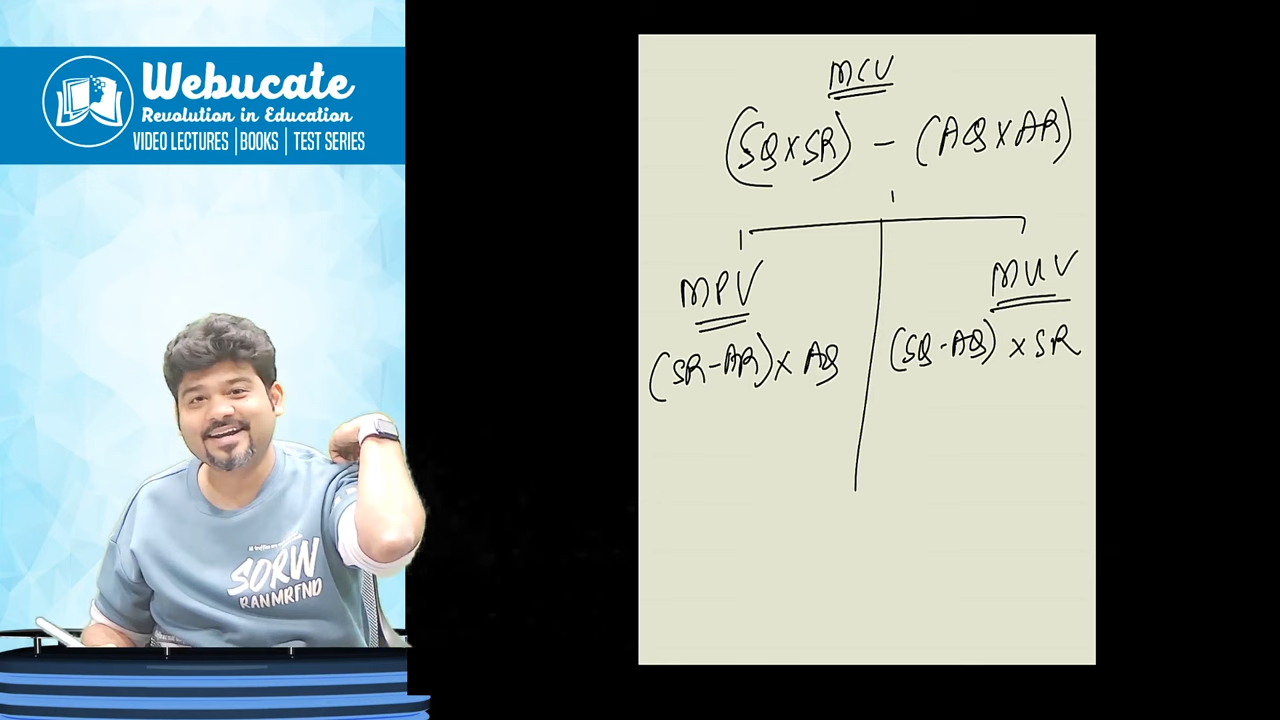 Webucate
Revolution in Education
VIDEO LECTURES | BOOKS | TEST SERIES
SORW
RANMRFND
MCV
(SQ×SR) - (AQ×AR)
MPV
(SR-AR)× AQ
MUV
(SQ-AQ) × SR